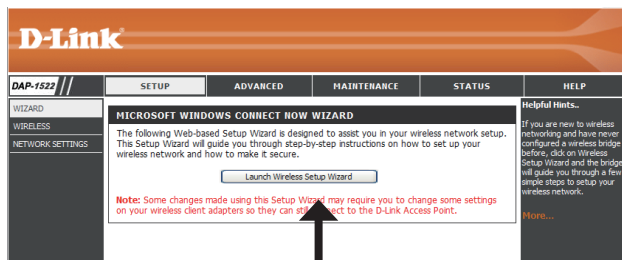 D-Link
DAP-1522
SETUP
ADVANCED
MAINTENANCE
STATUS
HELP
WIZARD
WIRELESS
NETWORK SETTINGS
MICROSOFT WINDOWS CONNECT NOW WIZARD
The following Web-based Setup Wizard is designed to assist you in your wireless network setup.
This Setup Wizard will guide you through step-by-step instructions on how to set up your
wireless network and how to make it secure.
Launch Wireless Setup Wizard
Note: Some changes made using this Setup Wizard may require you to change some settings
on your wireless client adapters so they can still connect to the D-Link Access Point.
Helpful Hints..
If you are new to wireless
networking and have never
configured a wireless bridge
before, click on Wireless
Setup Wizard and the bridge
will guide you through a few
simple steps to setup your
wireless network.
More...